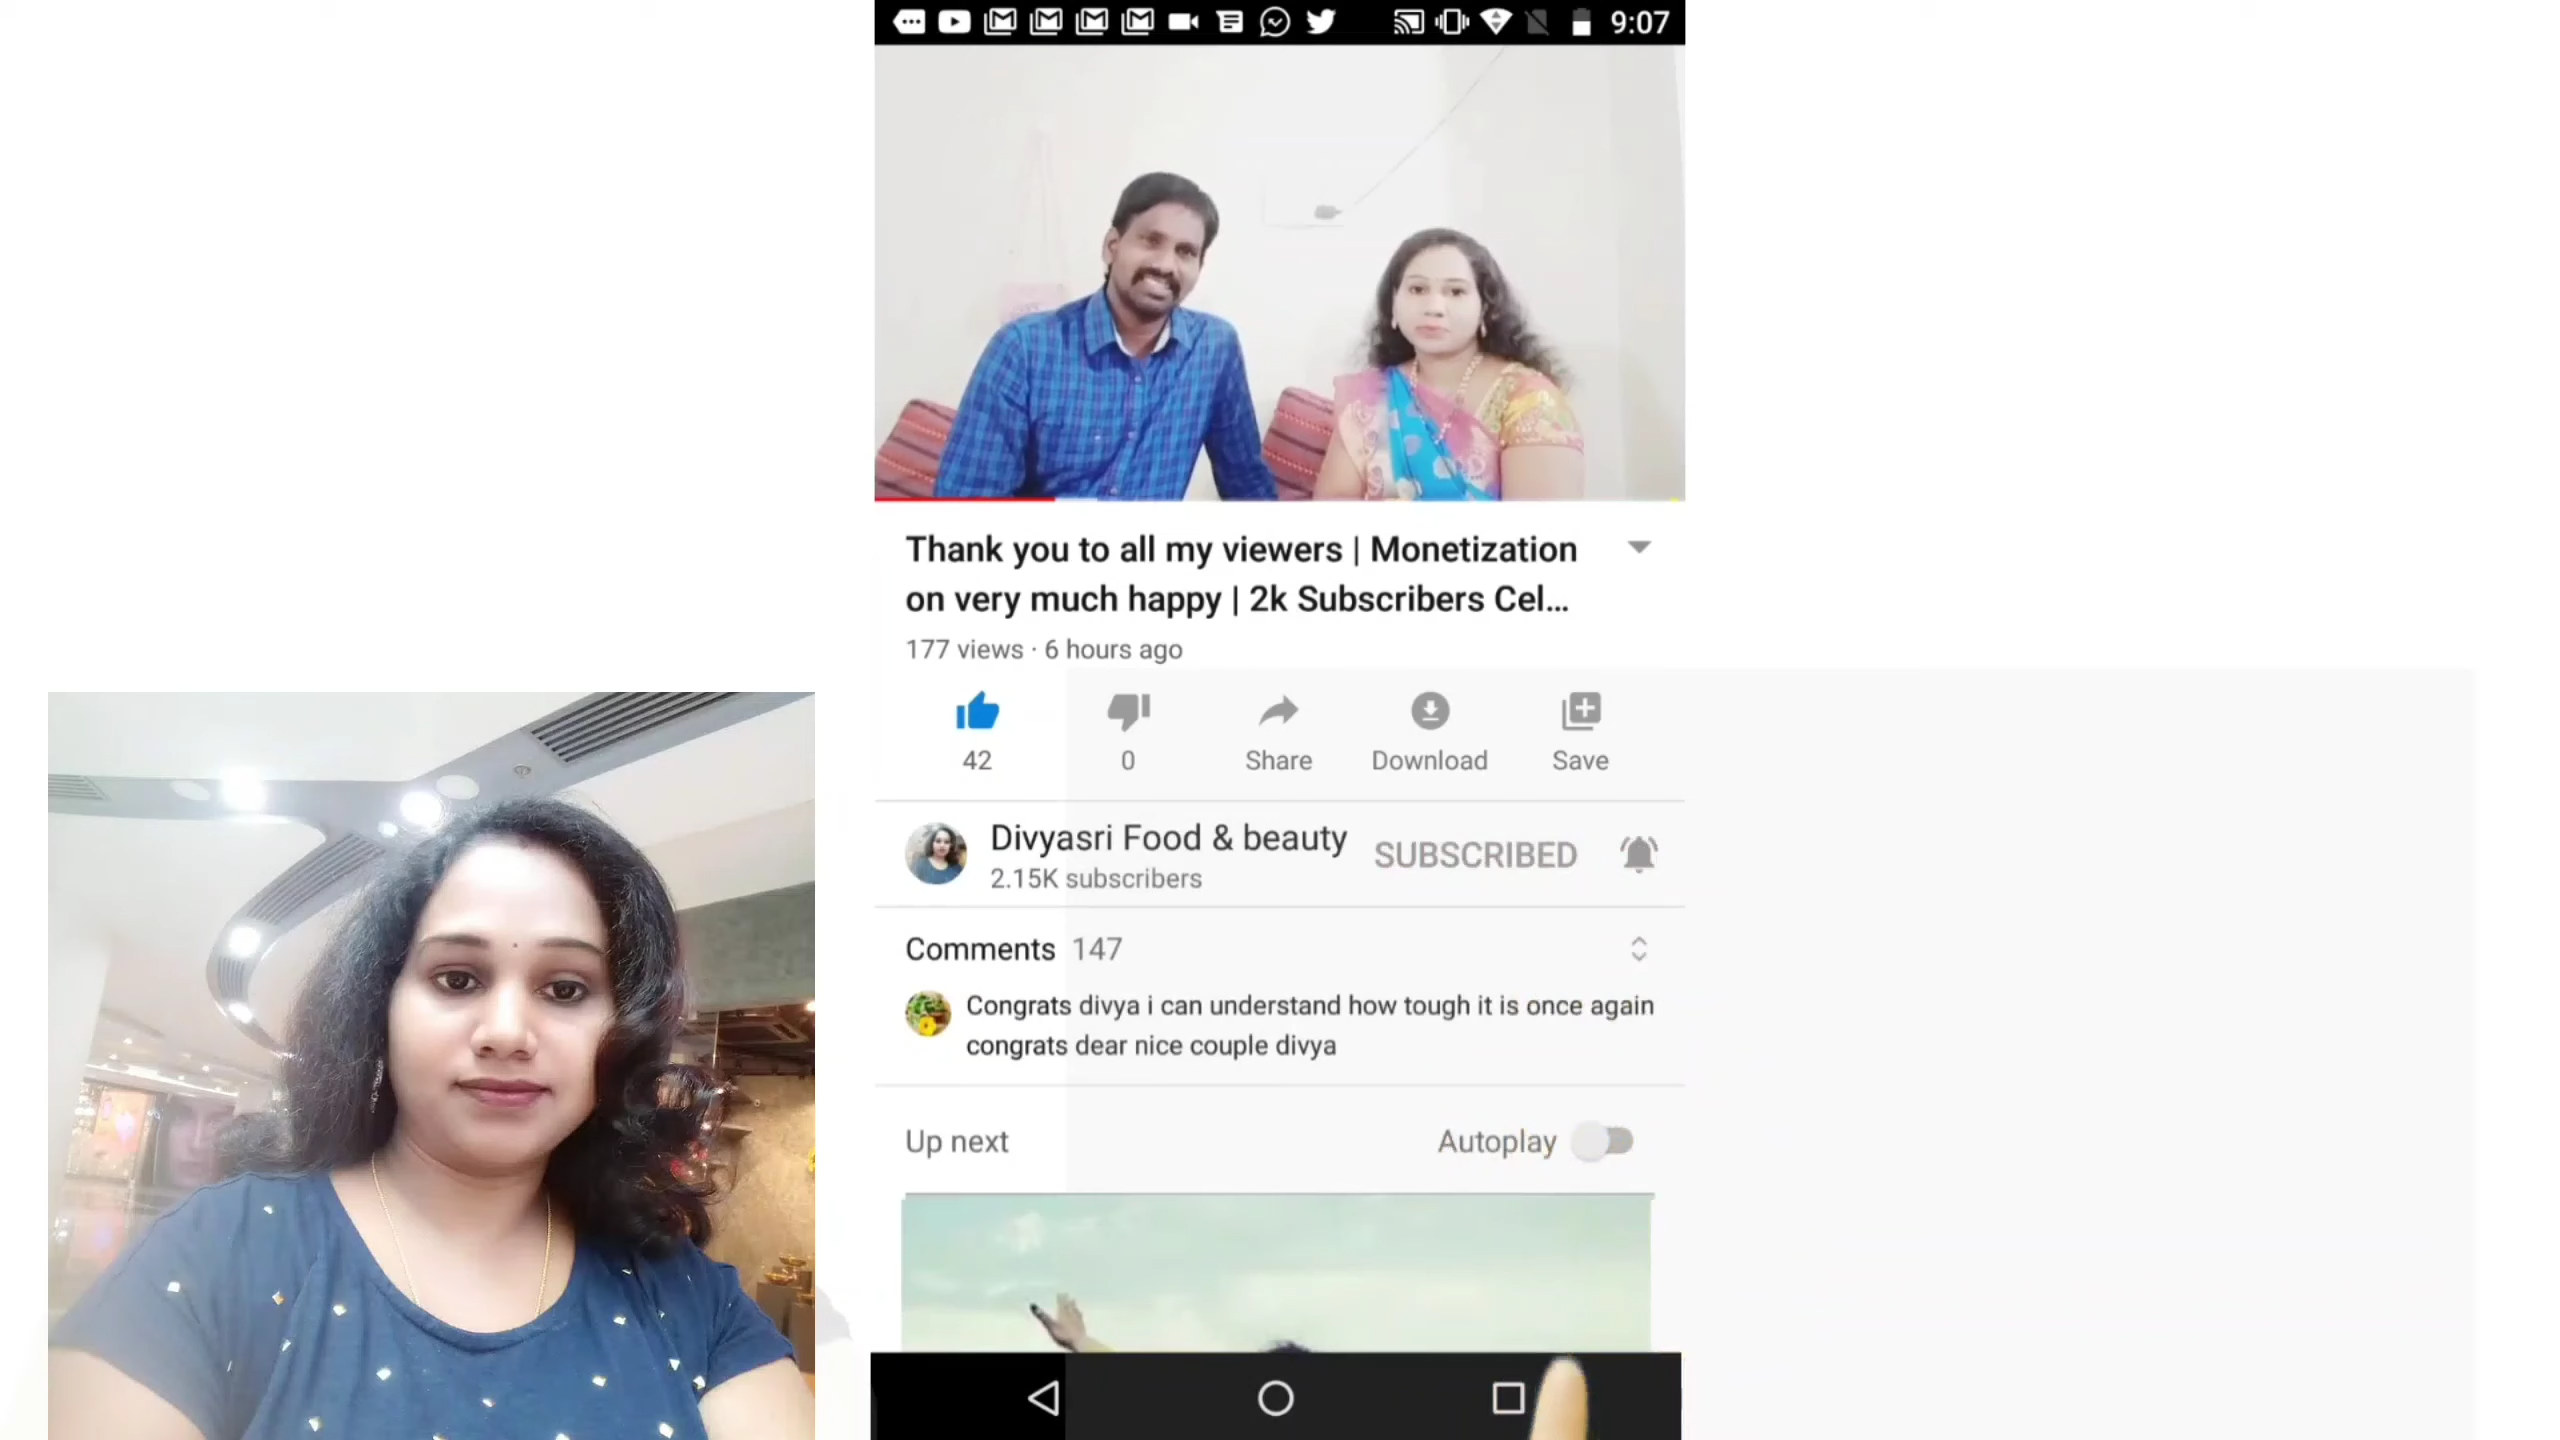 9:07
Thank you to all my viewers | Monetization
on very much happy | 2k Subscribers Cel...
177 views · 6 hours ago
42
0
Share
Download
Save
Divyasri Food & beauty
2.15K subscribers
SUBSCRIBED
Comments 147
Congrats divya i can understand how tough it is once again
congrats dear nice couple divya
Up next
Autoplay